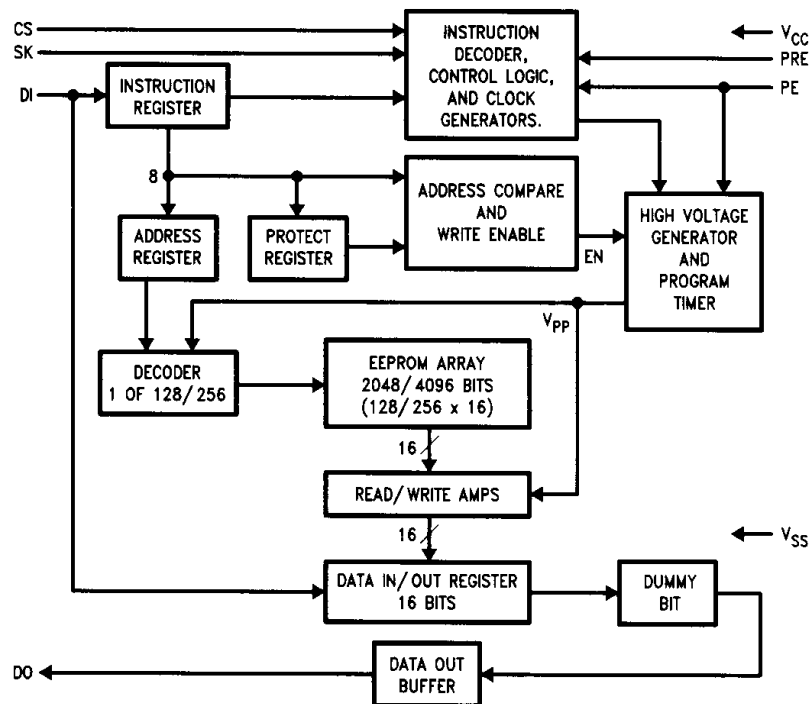 CS
SK
DI
INSTRUCTION
REGISTER
INSTRUCTION
DECODER,
CONTROL LOGIC,
AND CLOCK
GENERATORS.
VCC
PRE
PE
8
ADDRESS
REGISTER
PROTECT
REGISTER
ADDRESS COMPARE
AND
WRITE ENABLE
EN
HIGH VOLTAGE
GENERATOR
AND
PROGRAM
TIMER
VPP
DECODER
1 OF 128/256
EEPROM ARRAY
2048/4096 BITS
(128/256 x 16)
16
READ/WRITE AMPS
16
VSS
DATA IN/OUT REGISTER
16 BITS
DUMMY
BIT
DO
DATA OUT
BUFFER